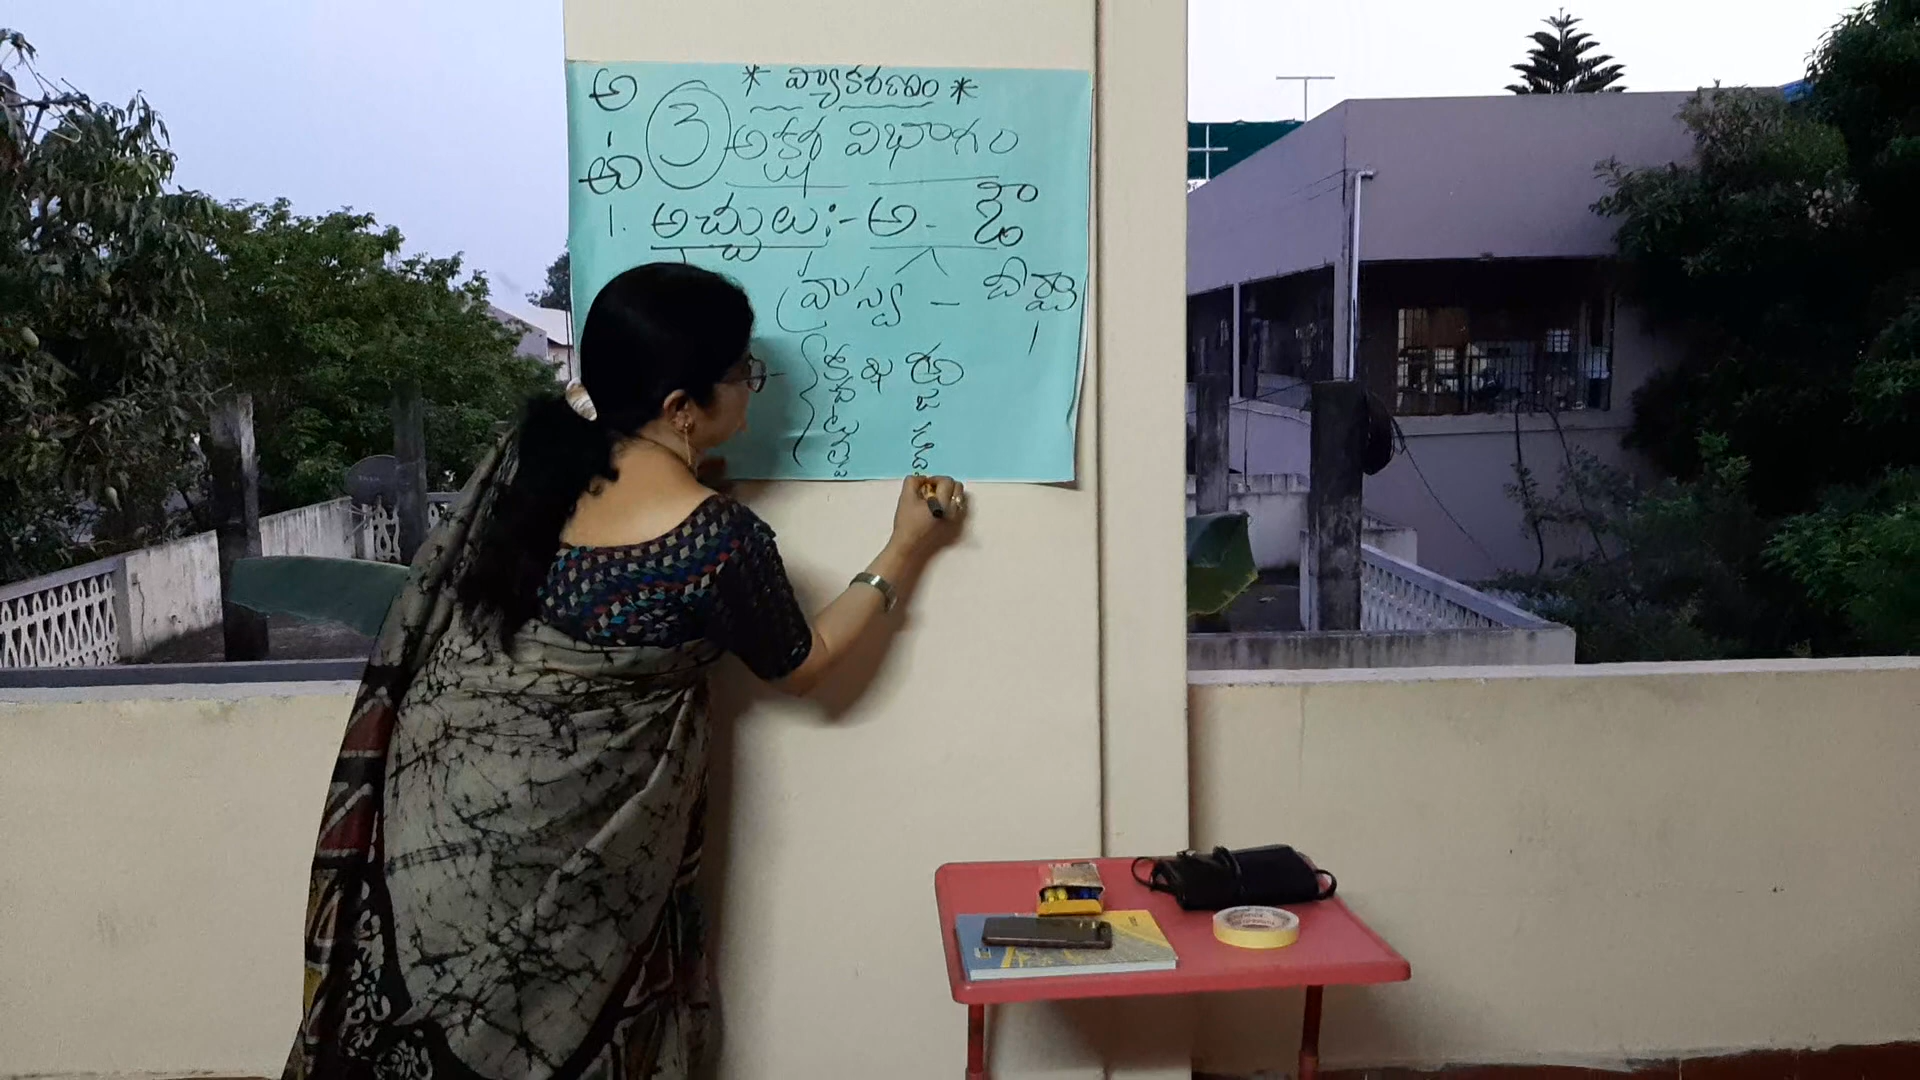 * వ్యాకరణం *
అ
ఆ
3 అక్షర విభాగం
1. అచ్చులు :- అ - ఔ
హ్రస్వ - దీర్ఘ
క ఖ గ
చ జ
ట డ
త ద